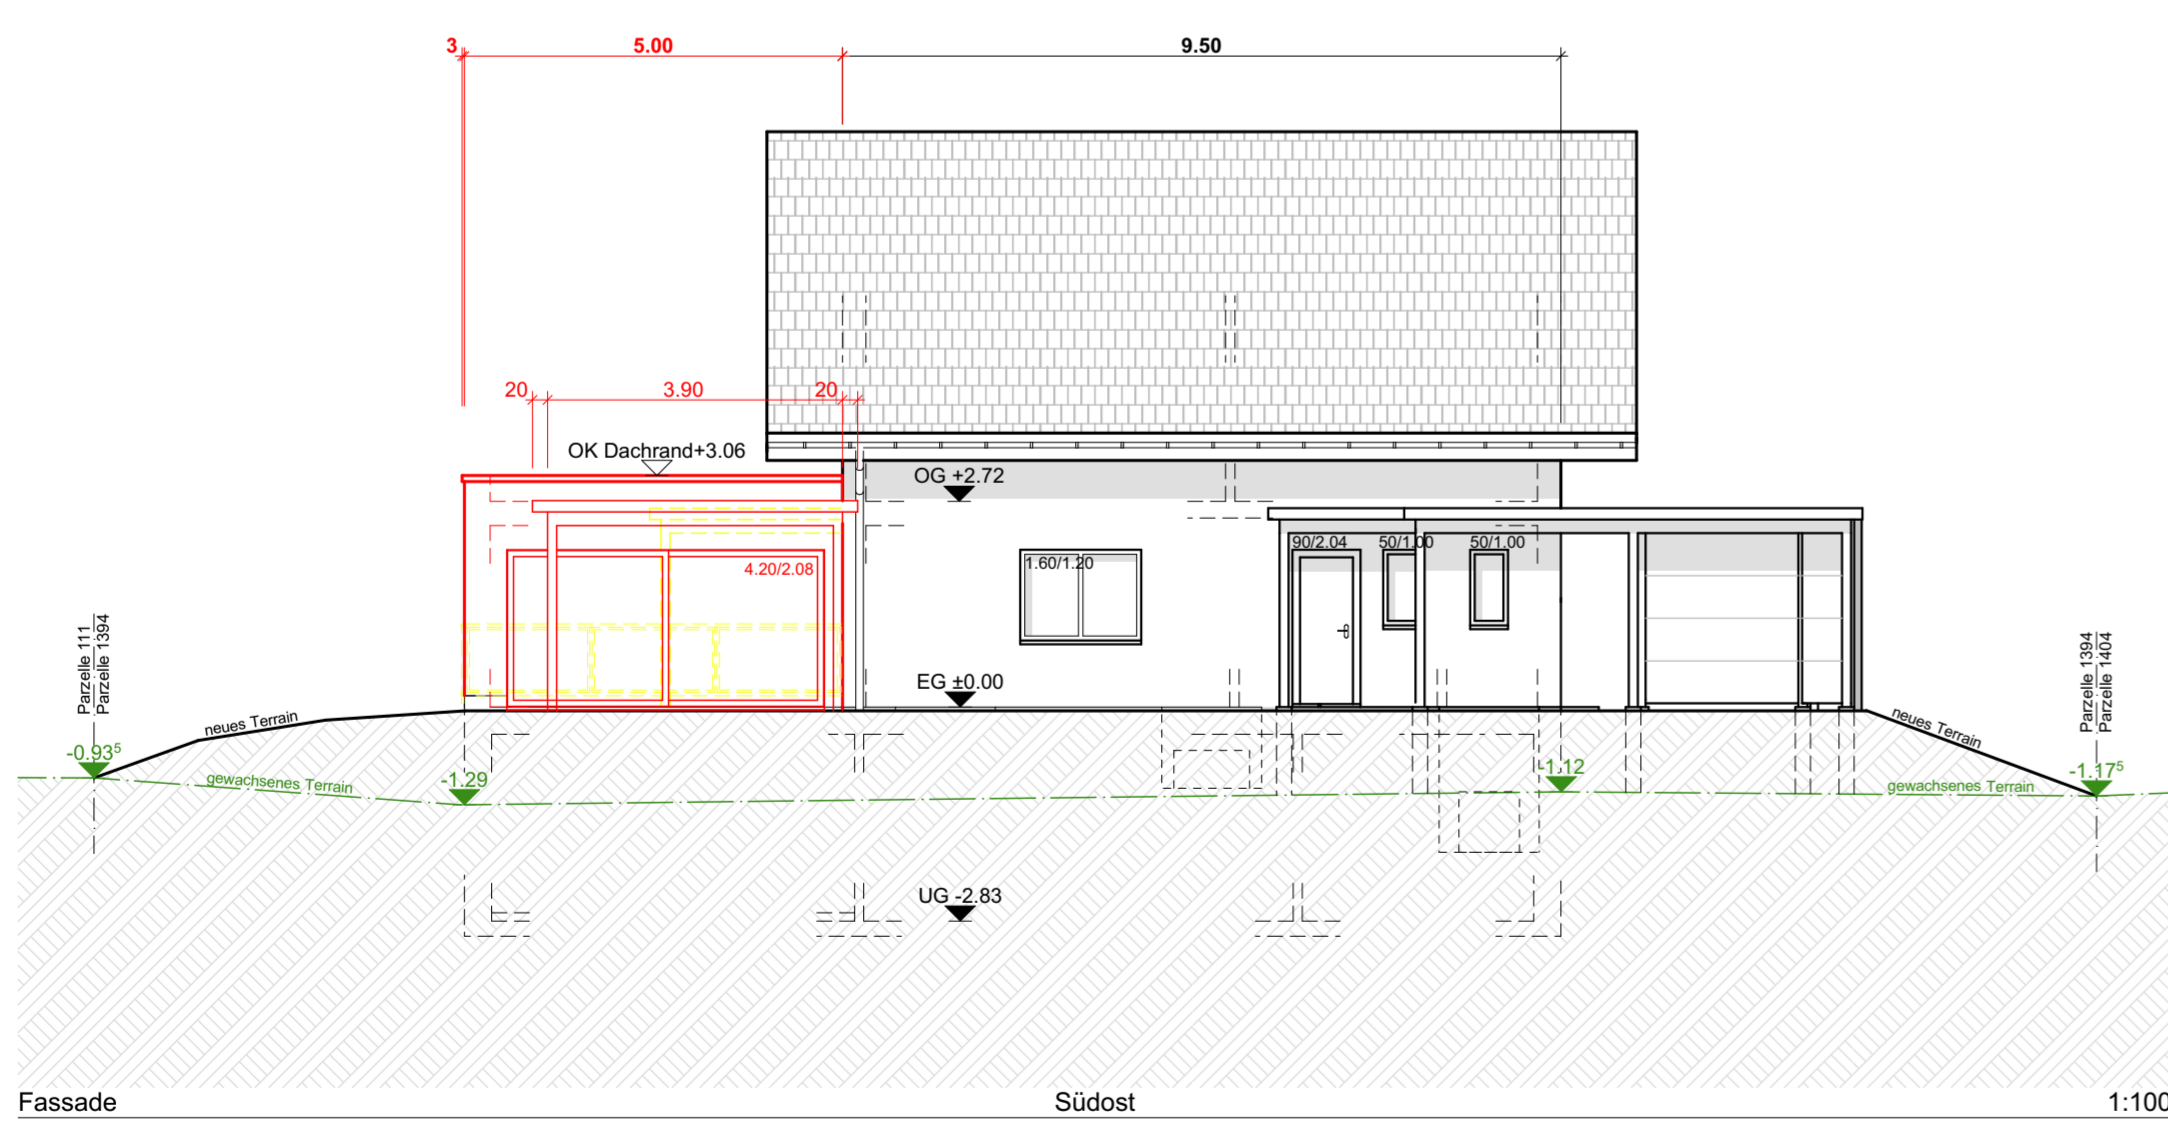 3 5.00 9.50
20 3.90 20
OK Dachrand+3.06
OG +2.72
90/2.04 50/1.00 50/1.00
1.60/1.20
4.20/2.08
EG ±0.00
Parzelle 111
Parzelle 1394
Parzelle 1394
Parzelle 1404
neues Terrain
neues Terrain
-0.93⁵
-1.29
-1.12
-1.17⁵
gewachsenes Terrain
gewachsenes Terrain
UG -2.83
Fassade Südost 1:100